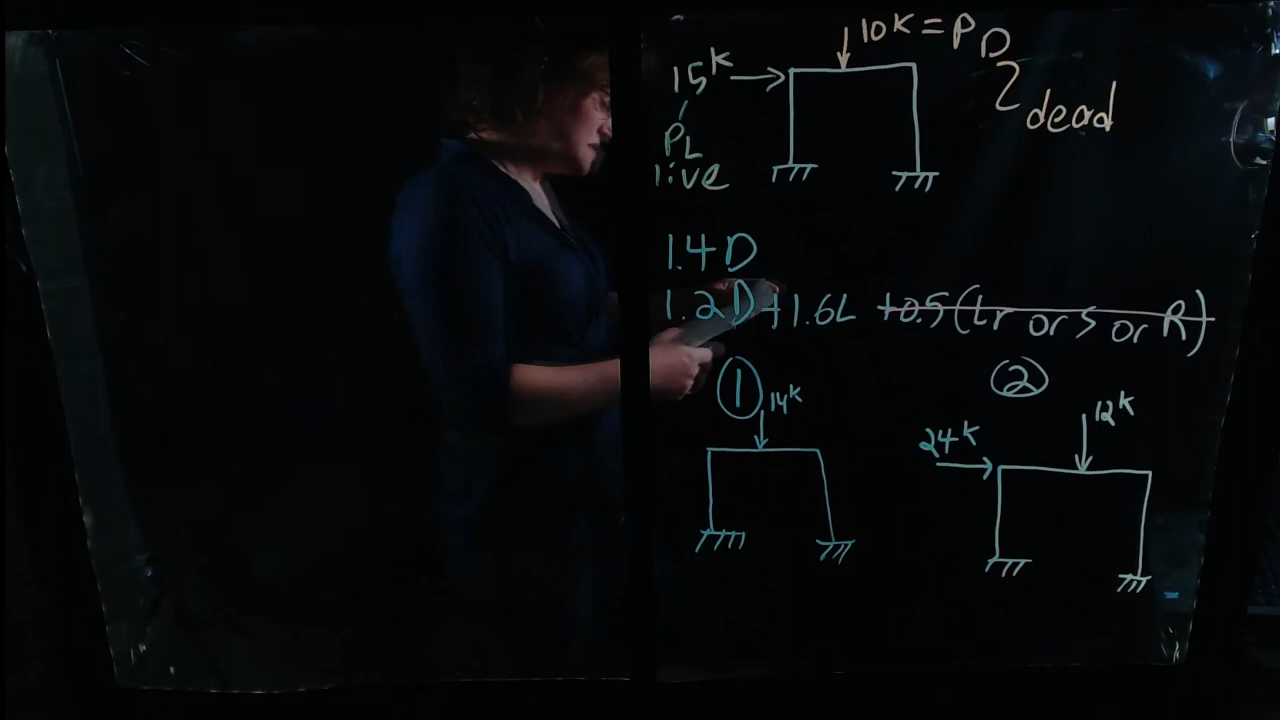 10K = PD
15K
PL
live
dead
1.4D
1.2D+1.6L +0.5(Lr or S or R)
1
2
14K
12K
24K